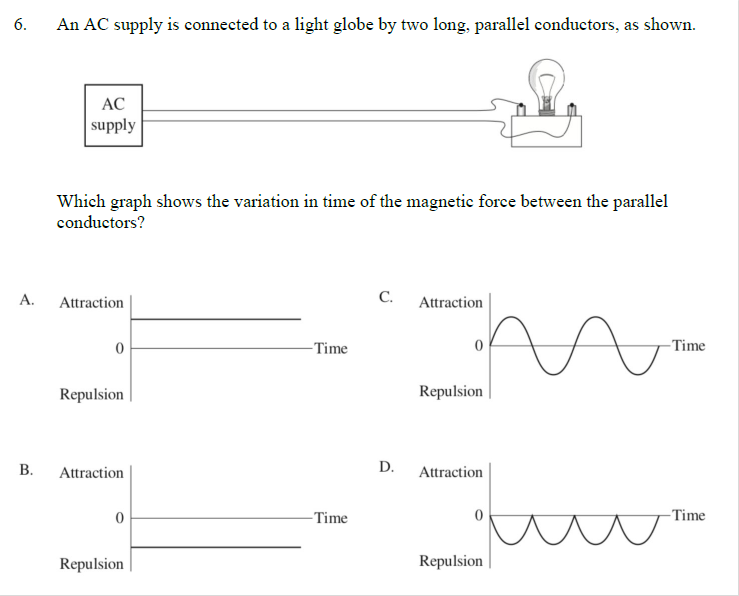 6. An AC supply is connected to a light globe by two long, parallel conductors, as shown.
AC
supply
Which graph shows the variation in time of the magnetic force between the parallel
conductors?
A. Attraction
0 Time
Repulsion
C. Attraction
0 Time
Repulsion
B. Attraction
0 Time
Repulsion
D. Attraction
0 Time
Repulsion